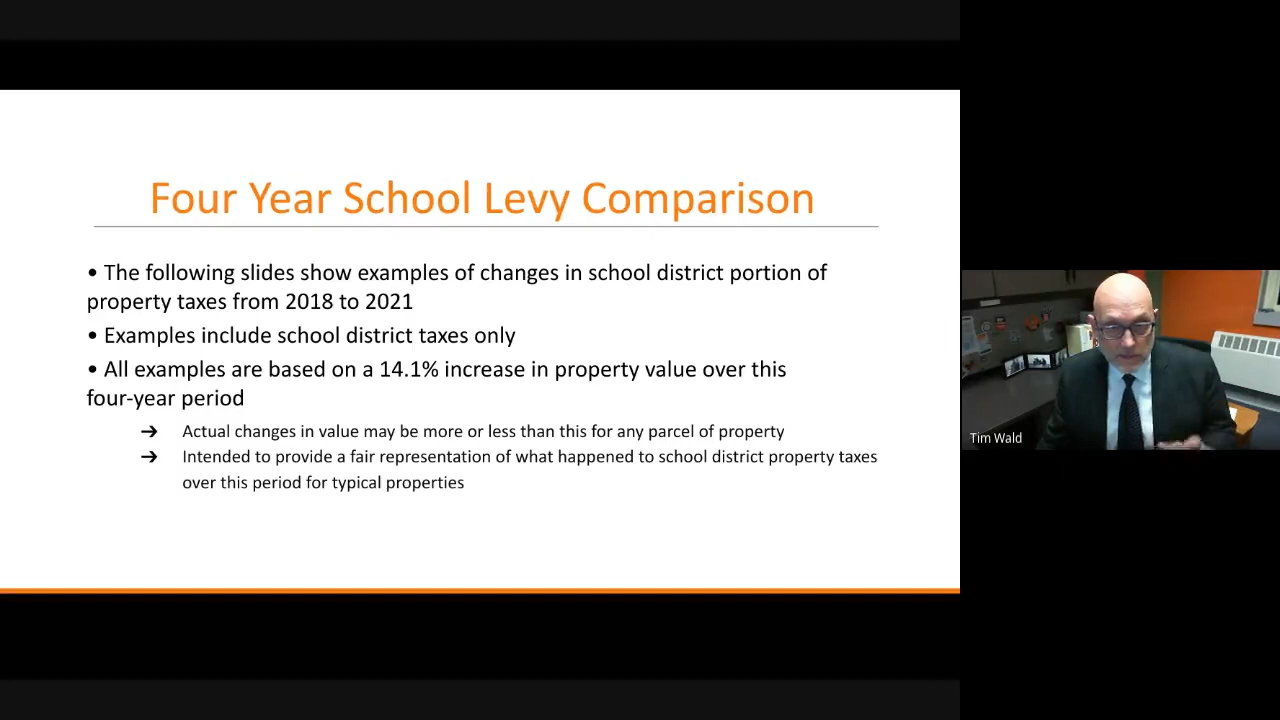 Four Year School Levy Comparison
• The following slides show examples of changes in school district portion of
property taxes from 2018 to 2021
• Examples include school district taxes only
• All examples are based on a 14.1% increase in property value over this
four-year period
➔ Actual changes in value may be more or less than this for any parcel of property
➔ Intended to provide a fair representation of what happened to school district property taxes
over this period for typical properties
Tim Wald